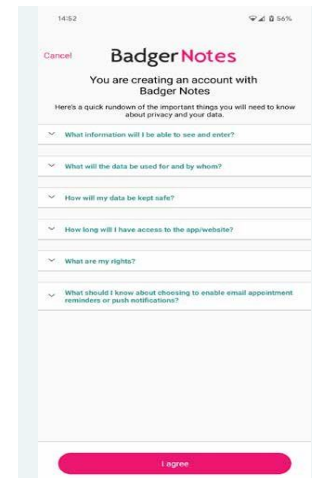 14:52 56%
Cancel
BadgerNotes
You are creating an account with
Badger Notes
Here's a quick rundown of the important things you will need to know
about privacy and your data.
What information will I be able to see and enter?
What will the data be used for and by whom?
How will my data be kept safe?
How long will I have access to the app/website?
What are my rights?
What should I know about choosing to enable email appointment
reminders or push notifications?
I agree